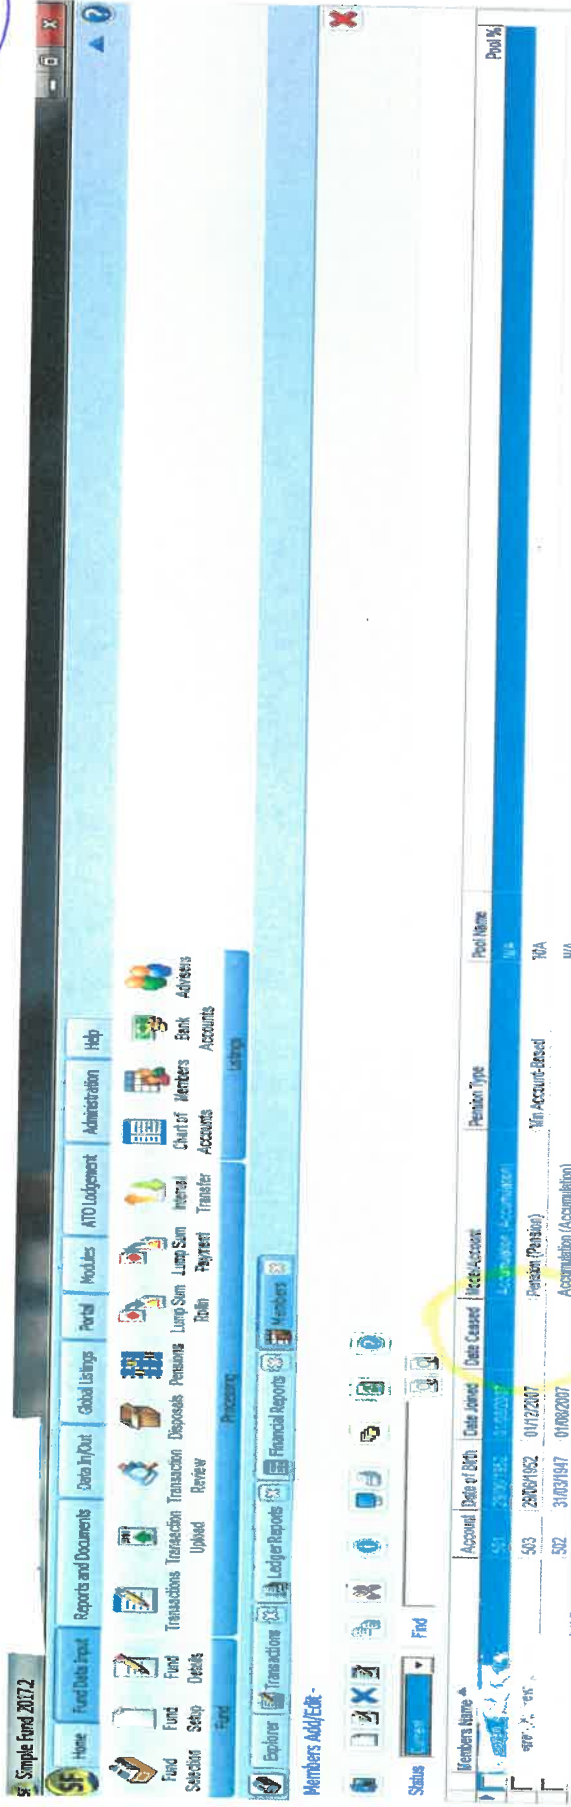 SF Simple Fund 2017.2
SF Home Fund Data Input Reports and Documents Data In/Out Global Listings Portal Modules ATO Lodgement Administration Help
Fund Selection Fund Setup Fund Details Transactions Transaction Upload Transaction Review Disposals Pensions Lump Sum Rollin Lump Sum Payment Internal Transfer Chart of Accounts Members Bank Accounts Advisers
Fund Processing Listings
Explorer Transactions Ledger Reports Financial Reports Members
Members Add/Edit -
Status Current Find
Members Name Account Date of Birth Date Joined Date Ceased Mode/Account Pension Type Pool Name Pool %
501 Accumulation (Accumulation) N/A
503 29/06/1952 01/12/2007 Pension (Pension) Min Account-Based N/A
502 31/03/1947 01/08/2007 Accumulation (Accumulation) N/A